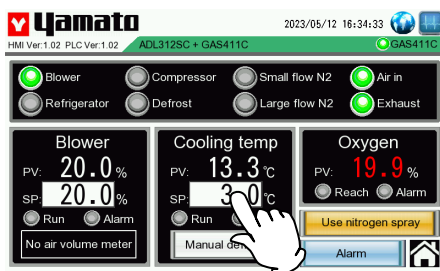 Yamato
2023/05/12 16:34:33
HMI Ver:1.02 PLC Ver:1.02 ADL312SC + GAS411C GAS411C
Blower Compressor Small flow N2 Air in
Refrigerator Defrost Large flow N2 Exhaust
Blower Cooling temp Oxygen
PV: 20.0 % PV: 13.3 ℃ PV: 19.9 %
SP: 20.0 % SP: ℃ Reach Alarm
Run Alarm Run Use nitrogen spray
No air volume meter Manual Alarm